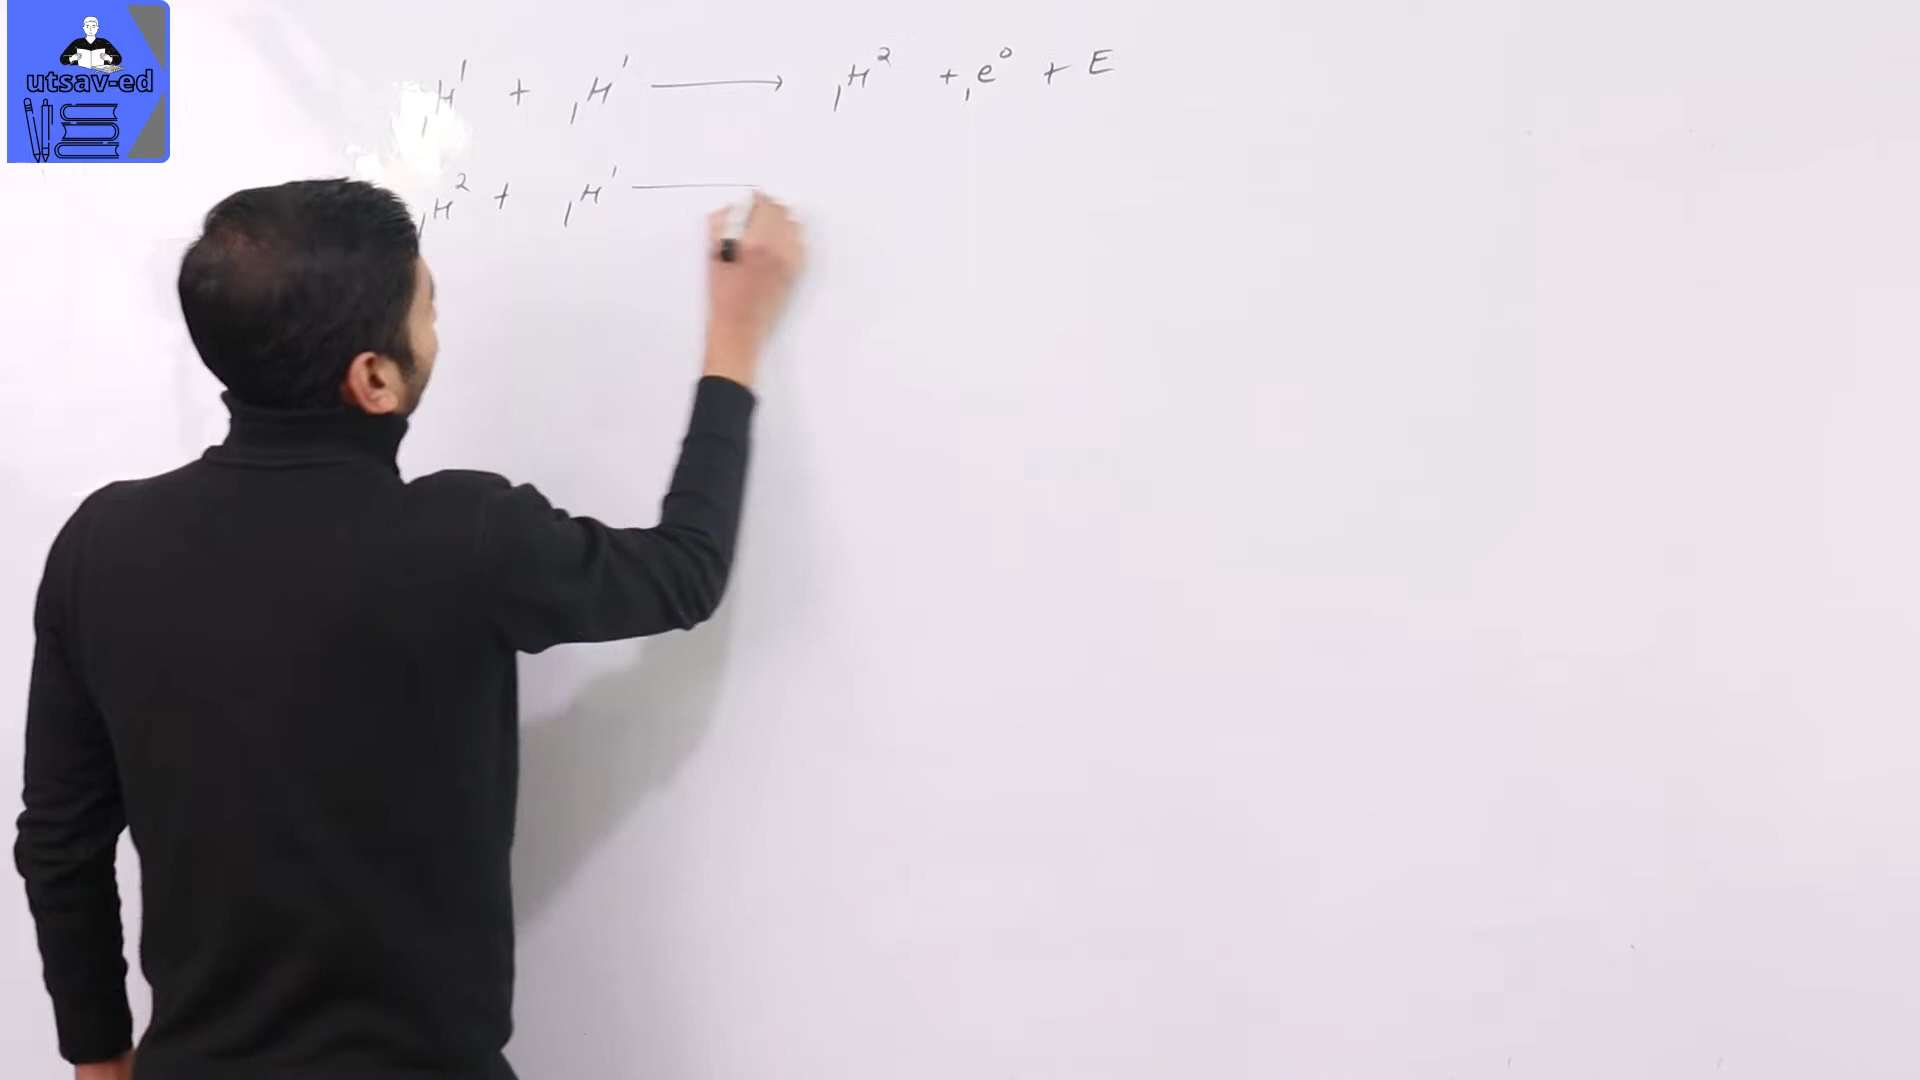 utsav-ed
₁H¹ + ₁H¹ ⟶ ₁H² + ₁e⁰ + E
₁H² + ₁H¹ —